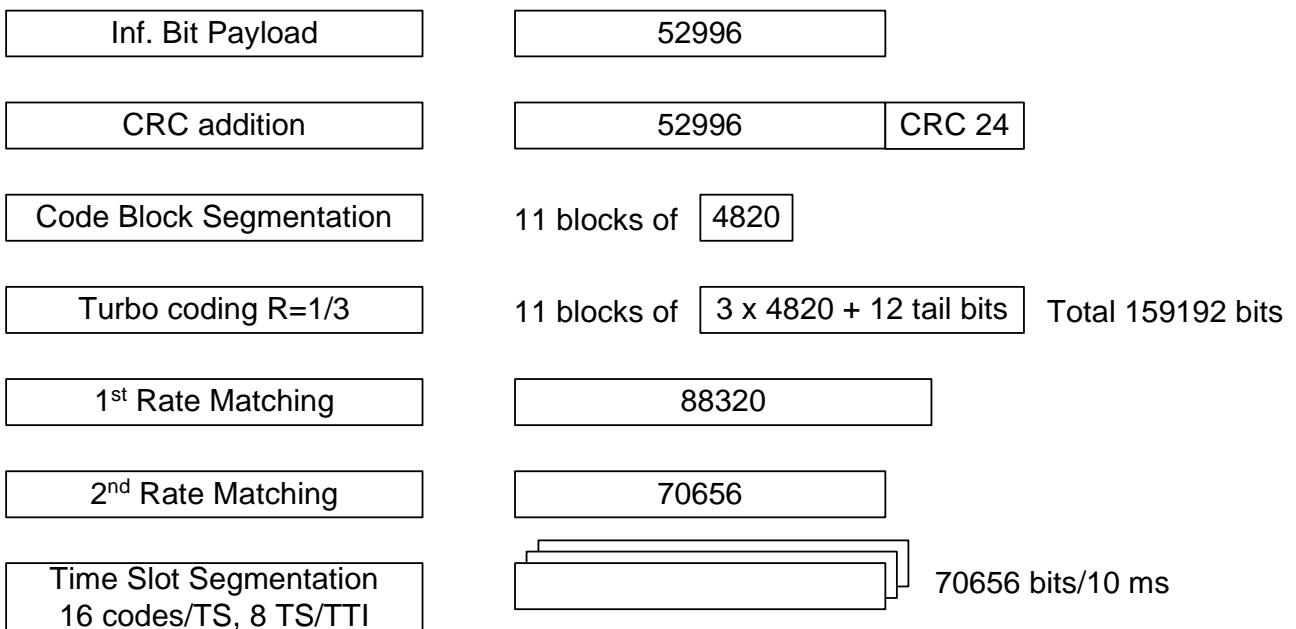 Inf. Bit Payload 52996
CRC addition 52996 CRC 24
Code Block Segmentation 11 blocks of 4820
Turbo coding R=1/3 11 blocks of 3 x 4820 + 12 tail bits Total 159192 bits
1st Rate Matching 88320
2nd Rate Matching 70656
Time Slot Segmentation
16 codes/TS, 8 TS/TTI
70656 bits/10 ms